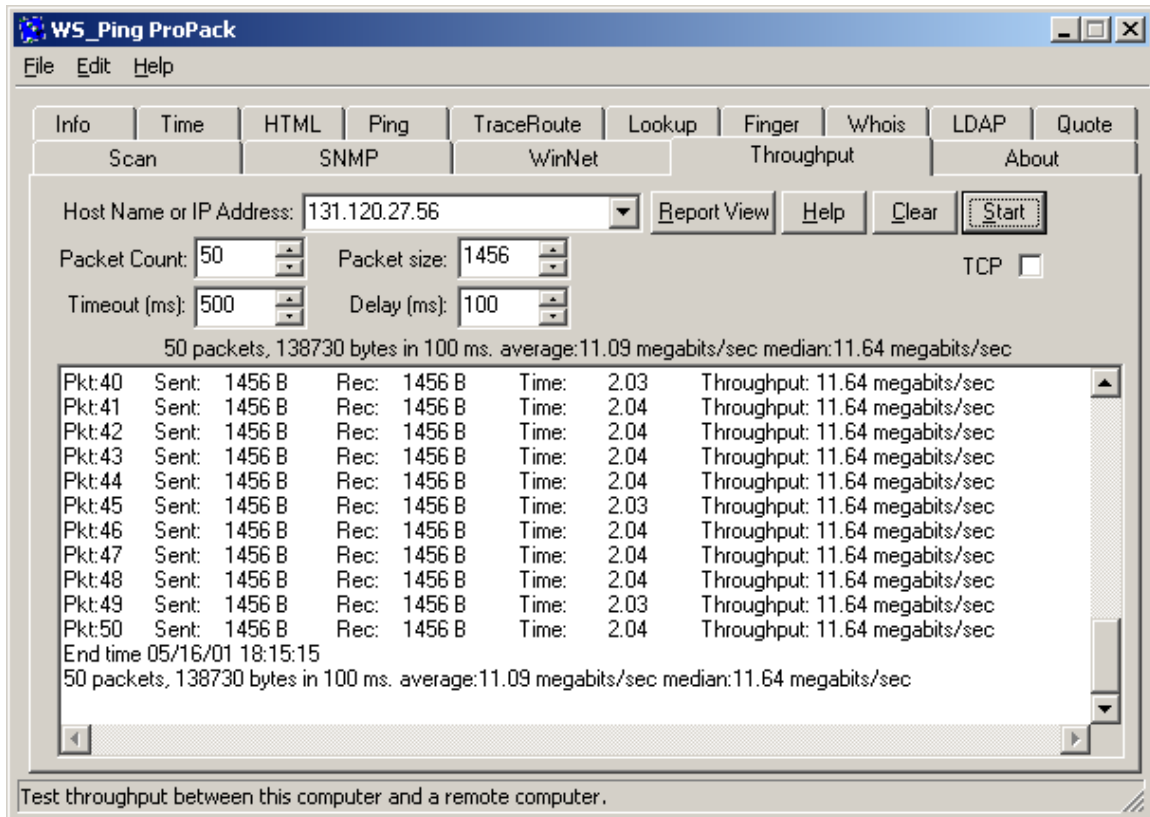 WS_Ping ProPack
File Edit Help
Info Time HTML Ping TraceRoute Lookup Finger Whois LDAP Quote
Scan SNMP WinNet Throughput About
Host Name or IP Address: 131.120.27.56 Report View Help Clear Start
Packet Count: 50 Packet size: 1456 TCP
Timeout (ms): 500 Delay (ms): 100
50 packets, 138730 bytes in 100 ms. average:11.09 megabits/sec median:11.64 megabits/sec
Pkt:40 Sent: 1456 B Rec: 1456 B Time: 2.03 Throughput: 11.64 megabits/sec
Pkt:41 Sent: 1456 B Rec: 1456 B Time: 2.04 Throughput: 11.64 megabits/sec
Pkt:42 Sent: 1456 B Rec: 1456 B Time: 2.04 Throughput: 11.64 megabits/sec
Pkt:43 Sent: 1456 B Rec: 1456 B Time: 2.04 Throughput: 11.64 megabits/sec
Pkt:44 Sent: 1456 B Rec: 1456 B Time: 2.04 Throughput: 11.64 megabits/sec
Pkt:45 Sent: 1456 B Rec: 1456 B Time: 2.03 Throughput: 11.64 megabits/sec
Pkt:46 Sent: 1456 B Rec: 1456 B Time: 2.04 Throughput: 11.64 megabits/sec
Pkt:47 Sent: 1456 B Rec: 1456 B Time: 2.04 Throughput: 11.64 megabits/sec
Pkt:48 Sent: 1456 B Rec: 1456 B Time: 2.04 Throughput: 11.64 megabits/sec
Pkt:49 Sent: 1456 B Rec: 1456 B Time: 2.03 Throughput: 11.64 megabits/sec
Pkt:50 Sent: 1456 B Rec: 1456 B Time: 2.04 Throughput: 11.64 megabits/sec
End time 05/16/01 18:15:15
50 packets, 138730 bytes in 100 ms. average:11.09 megabits/sec median:11.64 megabits/sec
Test throughput between this computer and a remote computer.